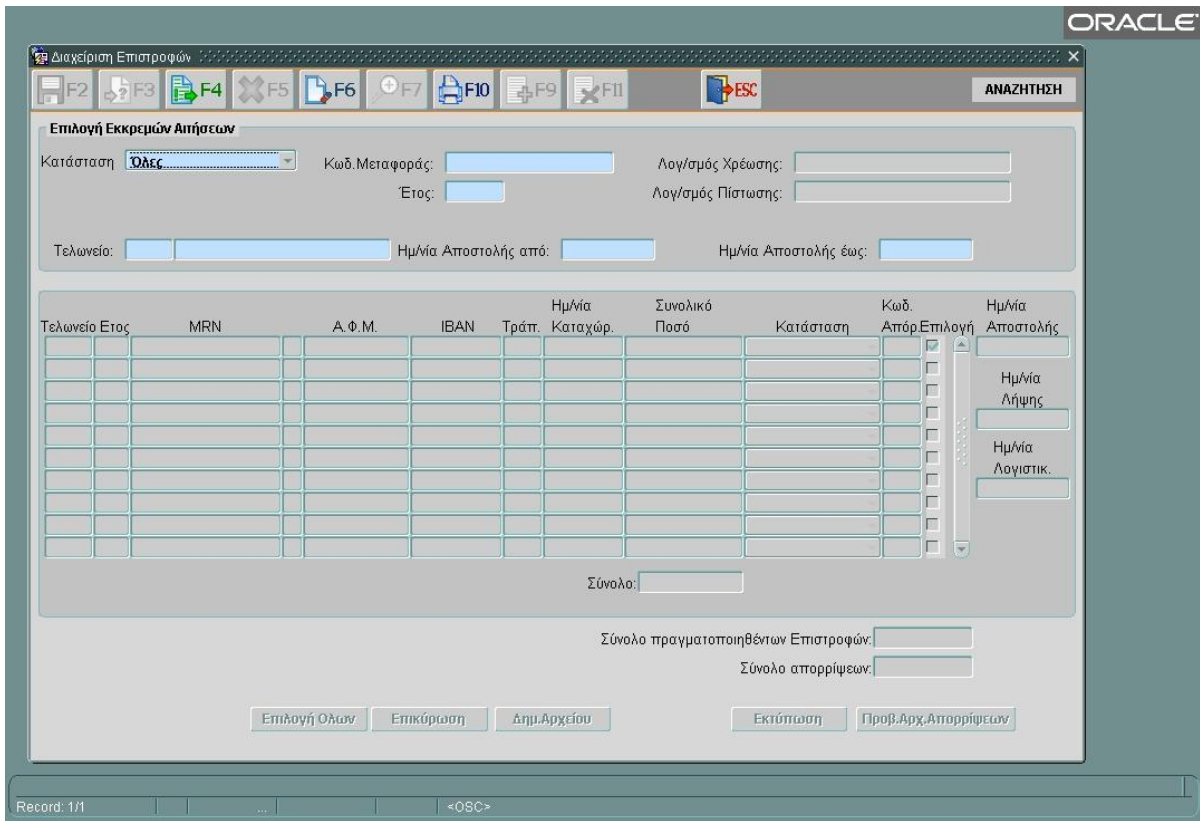 ORACLE
Διαχείριση Επιστροφών
F2 F3 F4 F5 F6 F7 F10 F9 F11 ESC ΑΝΑΖΗΤΗΣΗ
Επιλογή Εκκρεμών Αιτήσεων
Κατάσταση Όλες Κωδ.Μεταφοράς: Λογ/σμός Χρέωσης:
Έτος: Λογ/σμός Πίστωσης:
Τελωνείο: Ημ/νία Αποστολής από: Ημ/νία Αποστολής έως:
Ημ/νία Συνολικό Κωδ. Ημ/νία
Τελωνείο Ετος MRN Α.Φ.Μ. IBAN Τράπ. Καταχώρ. Ποσό Κατάσταση Απόρ.Επιλογή Αποστολής
Ημ/νία
Λήψης
Ημ/νία
Λογιστικ.
Σύνολο:
Σύνολο πραγματοποιηθέντων Επιστροφών:
Σύνολο απορρίψεων:
Επιλογή Ολων Επικύρωση Δημ.Αρχείου Εκτύπωση Προβ.Αρχ.Απορρίψεων
Record: 1/1 ... <OSC>